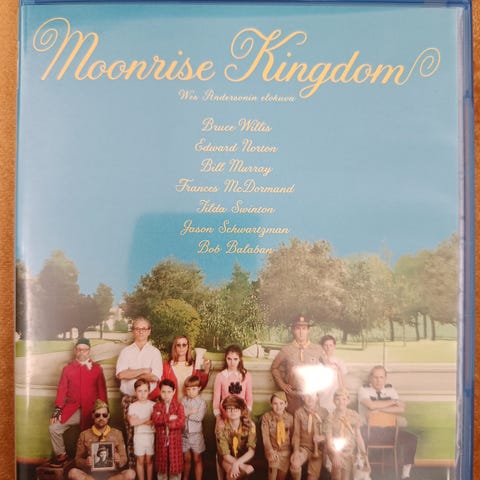 Moonrise Kingdom
Wes Andersonin elokuva
Bruce Willis
Edward Norton
Bill Murray
Frances McDormand
Tilda Swinton
Jason Schwartzman
Bob Balaban